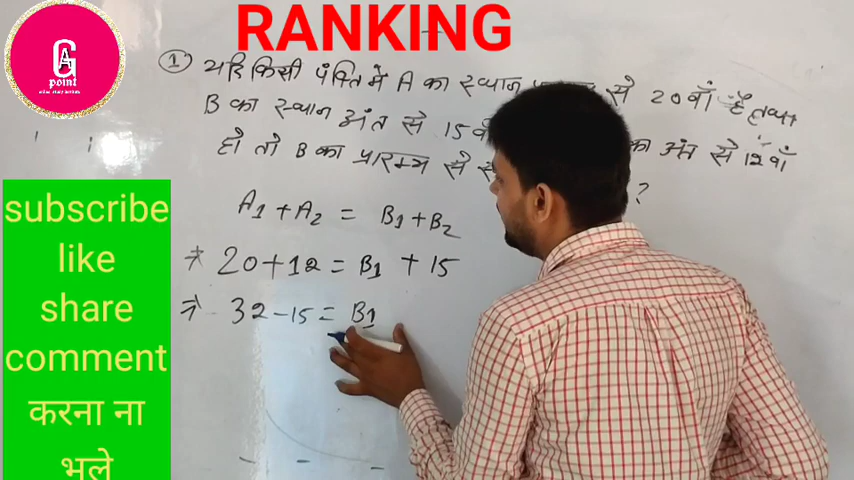 RANKING
GA
point
① यदि किसी पंक्ति में A का स्थान से 20वाँ है तथा
B का स्थान अंत से 15वाँ का अंत से 12वाँ
हो तो B का प्रारम्भ से ?
A₁ + A₂ = B₁ + B₂
⇒ 20 + 12 = B₁ + 15
⇒ 32 - 15 = B₁
subscribe
like
share
comment
करना ना
भूले